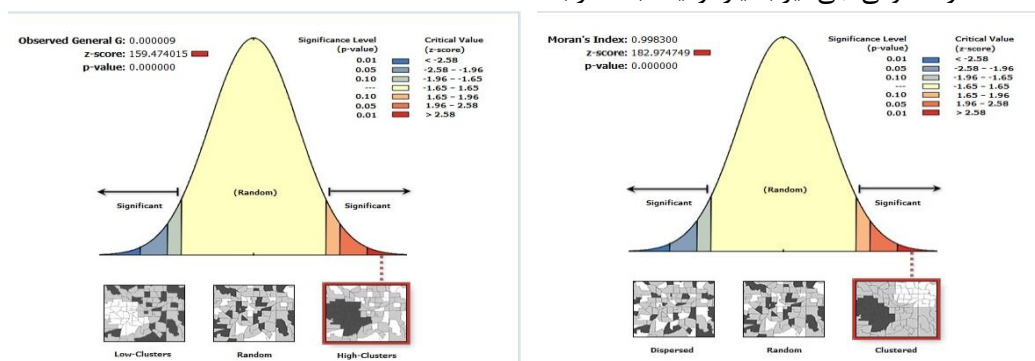 Observed General G: 0.000009
z-score: 159.474015
p-value: 0.000000
Significance Level
(p-value)
Critical Value
(z-score)
0.01 < -2.58
0.05 -2.58 – -1.96
0.10 -1.96 – -1.65
--- -1.65 – 1.65
0.10 1.65 – 1.96
0.05 1.96 – 2.58
0.01 > 2.58
(Random)
Significant
Significant
Low-Clusters
Random
High-Clusters
Moran's Index: 0.998300
z-score: 182.974749
p-value: 0.000000
Significance Level
(p-value)
Critical Value
(z-score)
0.01 < -2.58
0.05 -2.58 – -1.96
0.10 -1.96 – -1.65
--- -1.65 – 1.65
0.10 1.65 – 1.96
0.05 1.96 – 2.58
0.01 > 2.58
(Random)
Significant
Significant
Dispersed
Random
Clustered